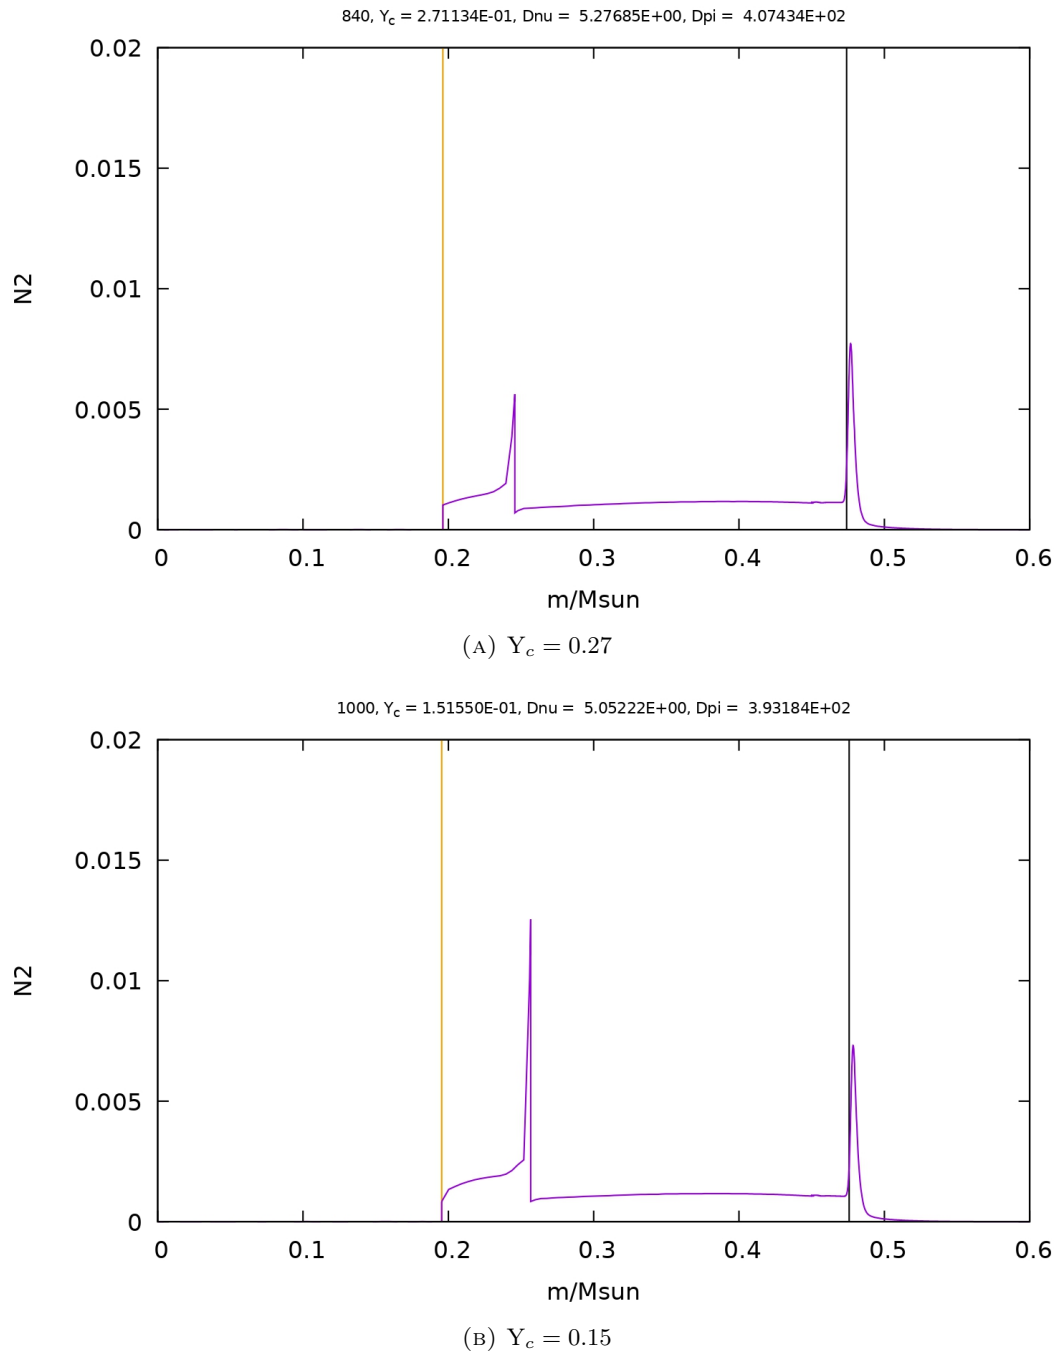 840, Yc = 2.71134E-01, Dnu = 5.27685E+00, Dpi = 4.07434E+02
0.02
0.015
0.01
0.005
0
N2
0 0.1 0.2 0.3 0.4 0.5 0.6
m/Msun
(A) Yc = 0.27
1000, Yc = 1.51550E-01, Dnu = 5.05222E+00, Dpi = 3.93184E+02
0.02
0.015
0.01
0.005
0
N2
0 0.1 0.2 0.3 0.4 0.5 0.6
m/Msun
(B) Yc = 0.15